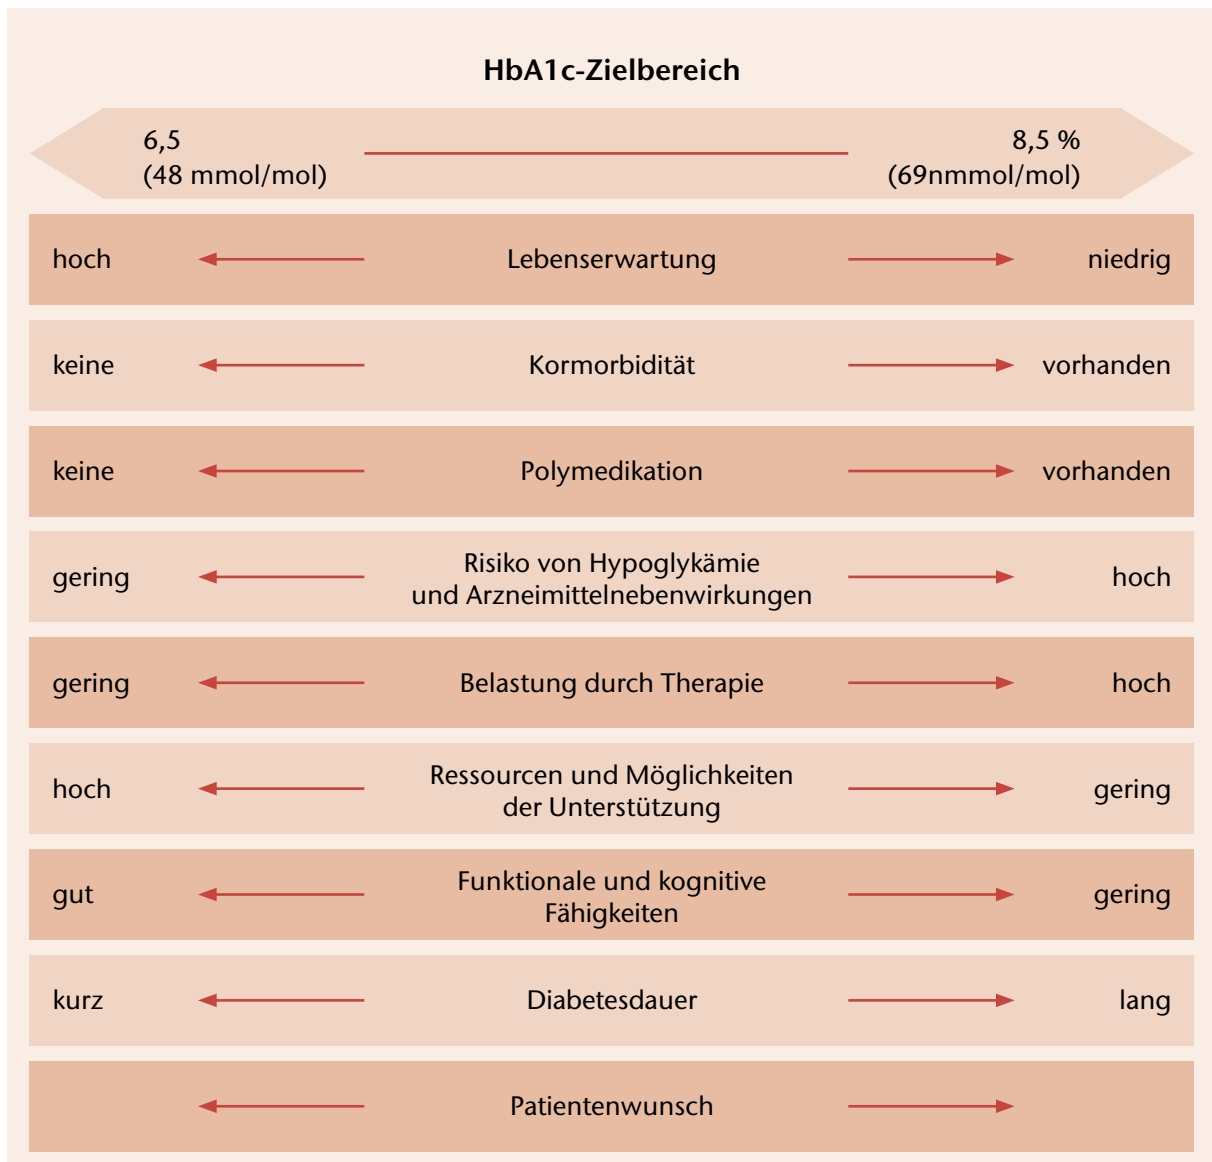 HbA1c-Zielbereich
6,5
(48 mmol/mol)
8,5 %
(69nmmol/mol)
hoch
Lebenserwartung
niedrig
keine
Kormorbidität
vorhanden
keine
Polymedikation
vorhanden
gering
Risiko von Hypoglykämie
und Arzneimittelnebenwirkungen
hoch
gering
Belastung durch Therapie
hoch
hoch
Ressourcen und Möglichkeiten
der Unterstützung
gering
gut
Funktionale und kognitive
Fähigkeiten
gering
kurz
Diabetesdauer
lang
Patientenwunsch